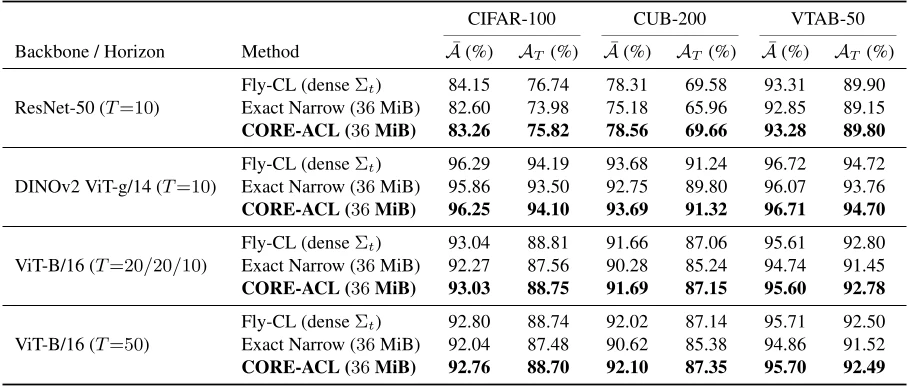 CIFAR-100 CUB-200 VTAB-50
Backbone / Horizon Method Ā (%) A_T (%) Ā (%) A_T (%) Ā (%) A_T (%)
Fly-CL (dense Σ_t) 84.15 76.74 78.31 69.58 93.31 89.90
ResNet-50 (T=10) Exact Narrow (36 MiB) 82.60 73.98 75.18 65.96 92.85 89.15
CORE-ACL (36 MiB) 83.26 75.82 78.56 69.66 93.28 89.80
Fly-CL (dense Σ_t) 96.29 94.19 93.68 91.24 96.72 94.72
DINOv2 ViT-g/14 (T=10) Exact Narrow (36 MiB) 95.86 93.50 92.75 89.80 96.07 93.76
CORE-ACL (36 MiB) 96.25 94.10 93.69 91.32 96.71 94.70
Fly-CL (dense Σ_t) 93.04 88.81 91.66 87.06 95.61 92.80
ViT-B/16 (T=20/20/10) Exact Narrow (36 MiB) 92.27 87.56 90.28 85.24 94.74 91.45
CORE-ACL (36 MiB) 93.03 88.75 91.69 87.15 95.60 92.78
Fly-CL (dense Σ_t) 92.80 88.74 92.02 87.14 95.71 92.50
ViT-B/16 (T=50) Exact Narrow (36 MiB) 92.04 87.48 90.62 85.38 94.86 91.52
CORE-ACL (36 MiB) 92.76 88.70 92.10 87.35 95.70 92.49